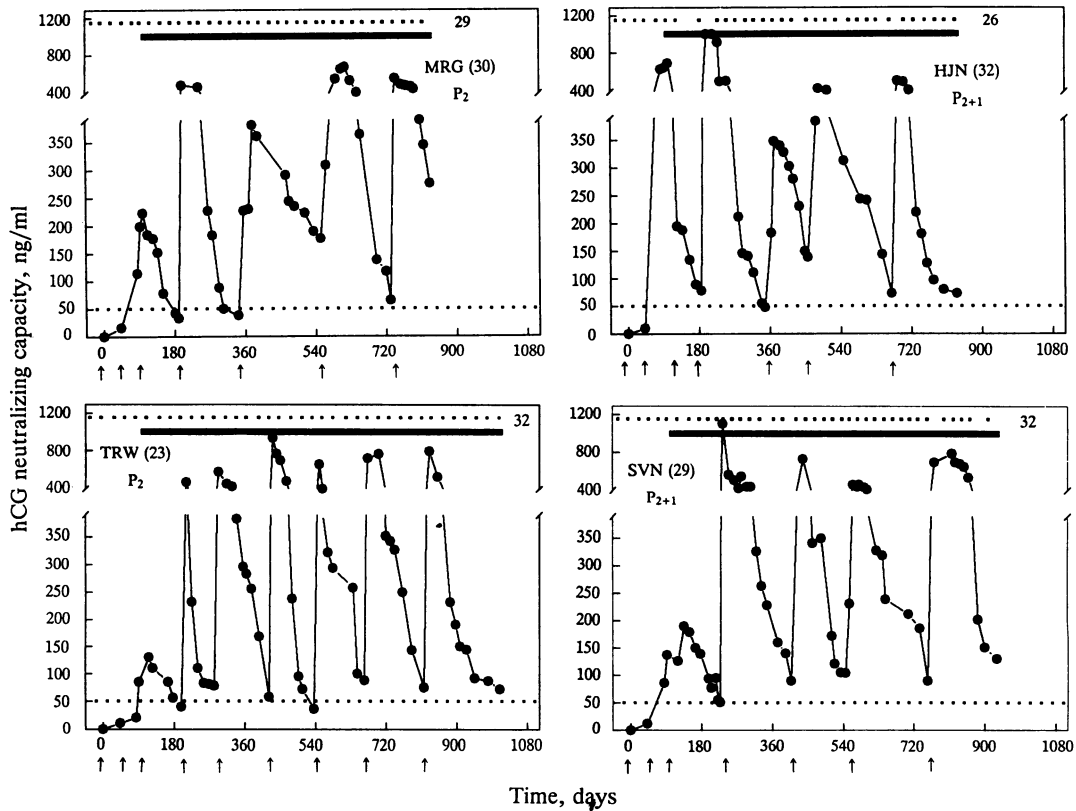 hCG neutralizing capacity, ng/ml
1200
800
400
350
300
250
200
150
100
50
0
29
MRG (30)
P2
0 180 360 540 720 900 1080
↑ ↑ ↑ ↑ ↑ ↑ ↑
1200
800
400
350
300
250
200
150
100
50
0
26
HJN (32)
P2+1
0 180 360 540 720 900 1080
↑ ↑ ↑ ↑ ↑ ↑ ↑
1200
800
400
350
300
250
200
150
100
50
0
32
TRW (23)
P2
0 180 360 540 720 900 1080
↑ ↑ ↑ ↑ ↑ ↑ ↑ ↑ ↑
1200
800
400
350
300
250
200
150
100
50
0
32
SVN (29)
P2+1
0 180 360 540 720 900 1080
↑ ↑ ↑ ↑ ↑ ↑ ↑
Time, days